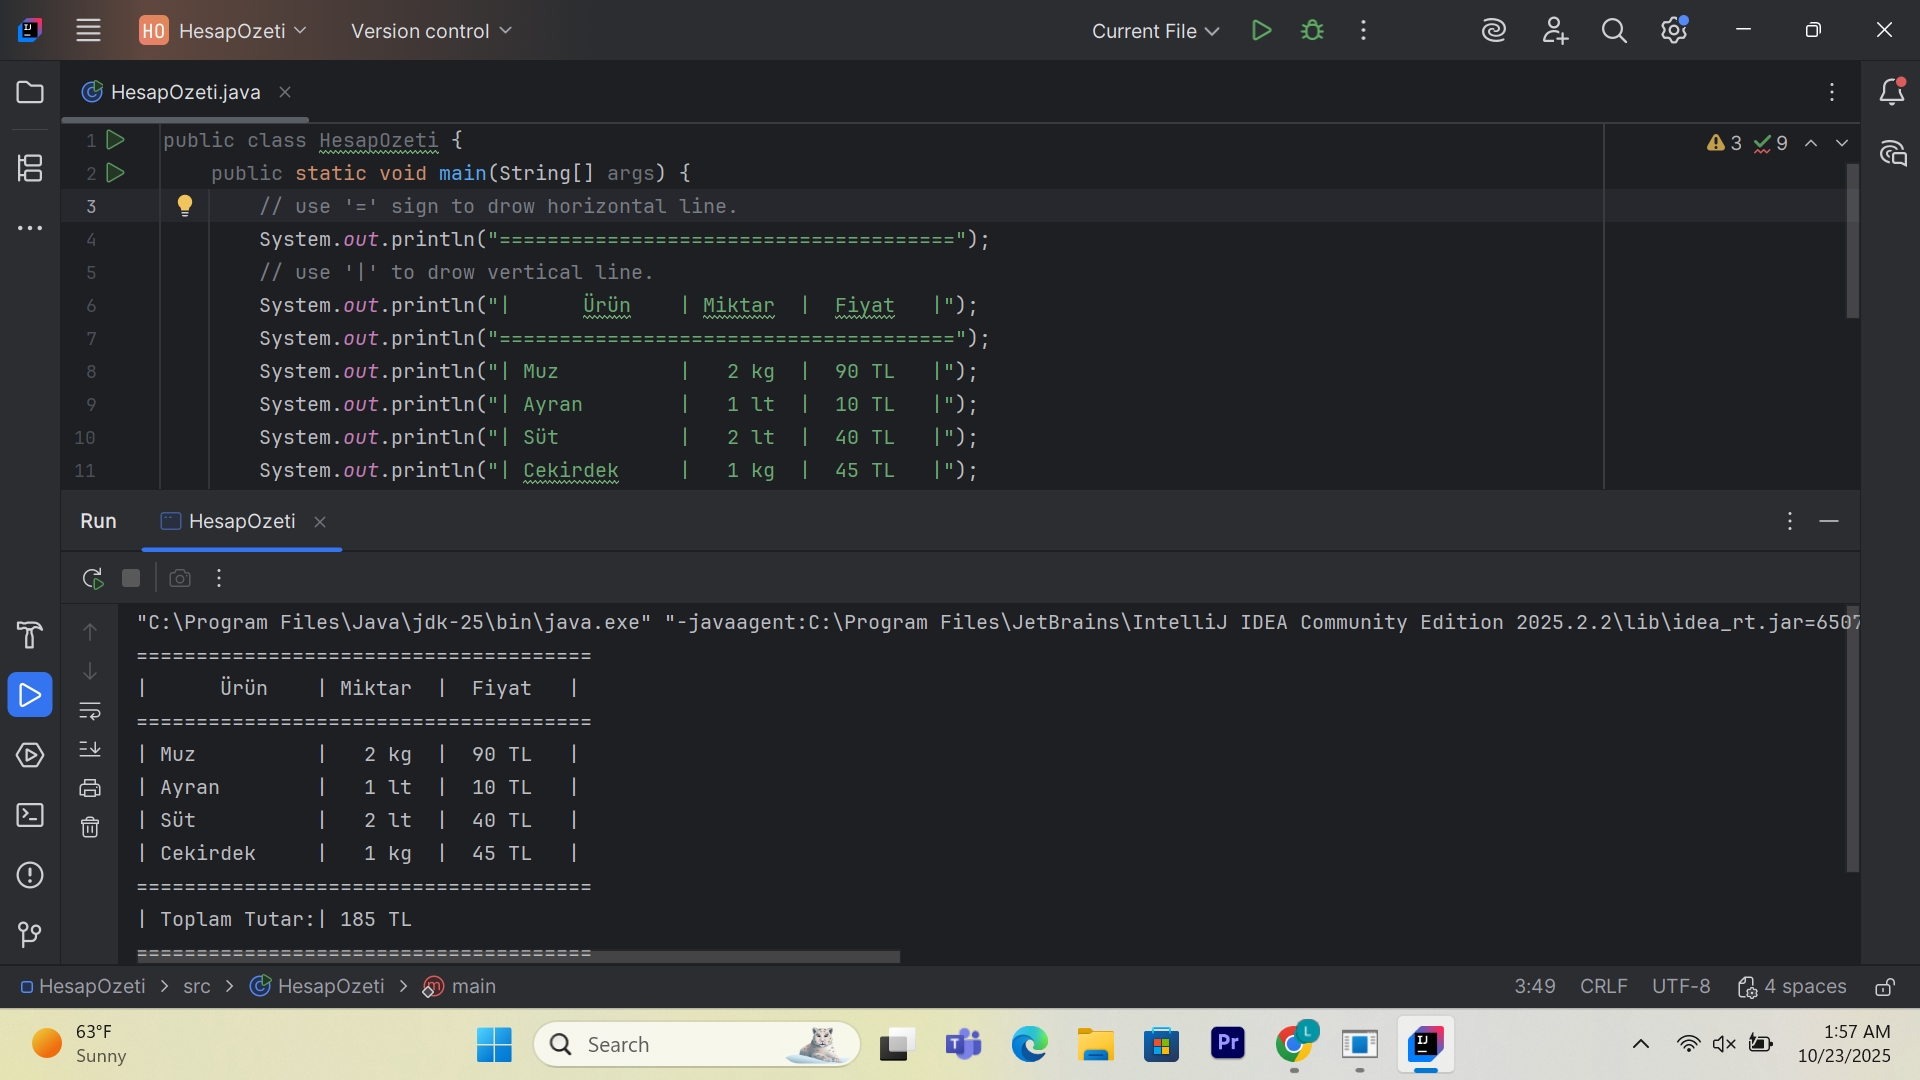 HO HesapOzeti Version control Current File
HesapOzeti.java
1 public class HesapOzeti { 3 9
2 public static void main(String[] args) {
3 // use '=' sign to drow horizontal line.
4 System.out.println("======================================");
5 // use '|' to drow vertical line.
6 System.out.println("|      Ürün    | Miktar  |  Fiyat   |");
7 System.out.println("======================================");
8 System.out.println("| Muz          |   2 kg  |  90 TL   |");
9 System.out.println("| Ayran        |   1 lt  |  10 TL   |");
10 System.out.println("| Süt          |   2 lt  |  40 TL   |");
11 System.out.println("| Cekirdek     |   1 kg  |  45 TL   |");
Run HesapOzeti
"C:\Program Files\Java\jdk-25\bin\java.exe" "-javaagent:C:\Program Files\JetBrains\IntelliJ IDEA Community Edition 2025.2.2\lib\idea_rt.jar=6507
======================================
|      Ürün    | Miktar  |  Fiyat   |
======================================
| Muz          |   2 kg  |  90 TL   |
| Ayran        |   1 lt  |  10 TL   |
| Süt          |   2 lt  |  40 TL   |
| Cekirdek     |   1 kg  |  45 TL   |
======================================
| Toplam Tutar:| 185 TL
======================================
HesapOzeti > src > HesapOzeti > main 3:49 CRLF UTF-8 4 spaces
63°F
Sunny
Search
Pr
L
1:57 AM
10/23/2025